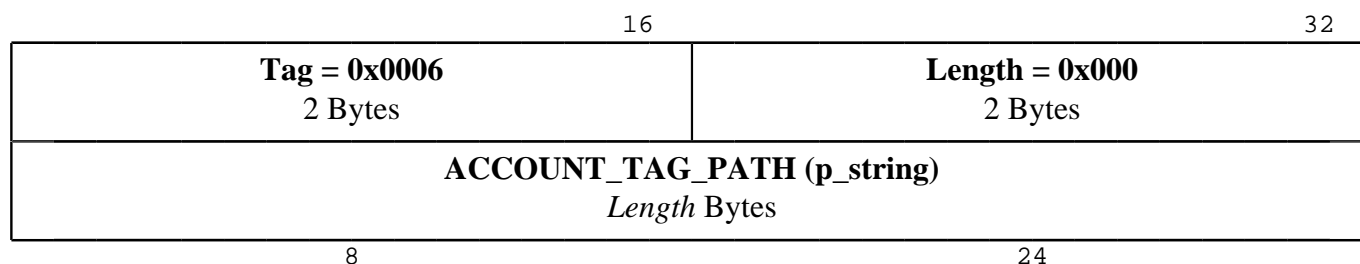 16 32
Tag = 0x0006 Length = 0x000
2 Bytes 2 Bytes
ACCOUNT_TAG_PATH (p_string)
Length Bytes
8 24